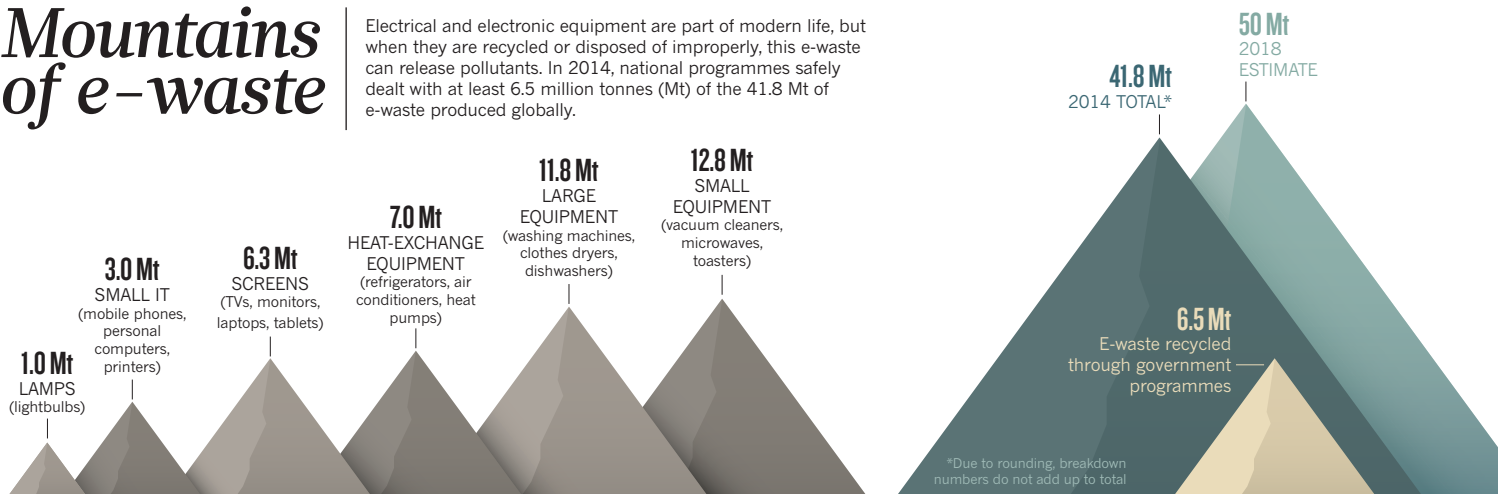 Mountains
of e-waste
Electrical and electronic equipment are part of modern life, but
when they are recycled or disposed of improperly, this e-waste
can release pollutants. In 2014, national programmes safely
dealt with at least 6.5 million tonnes (Mt) of the 41.8 Mt of
e-waste produced globally.
1.0 Mt
LAMPS
(lightbulbs)
3.0 Mt
SMALL IT
(mobile phones,
personal
computers,
printers)
6.3 Mt
SCREENS
(TVs, monitors,
laptops, tablets)
7.0 Mt
HEAT-EXCHANGE
EQUIPMENT
(refrigerators, air
conditioners, heat
pumps)
11.8 Mt
LARGE
EQUIPMENT
(washing machines,
clothes dryers,
dishwashers)
12.8 Mt
SMALL
EQUIPMENT
(vacuum cleaners,
microwaves,
toasters)
41.8 Mt
2014 TOTAL*
50 Mt
2018
ESTIMATE
6.5 Mt
E-waste recycled
through government
programmes
*Due to rounding, breakdown
numbers do not add up to total